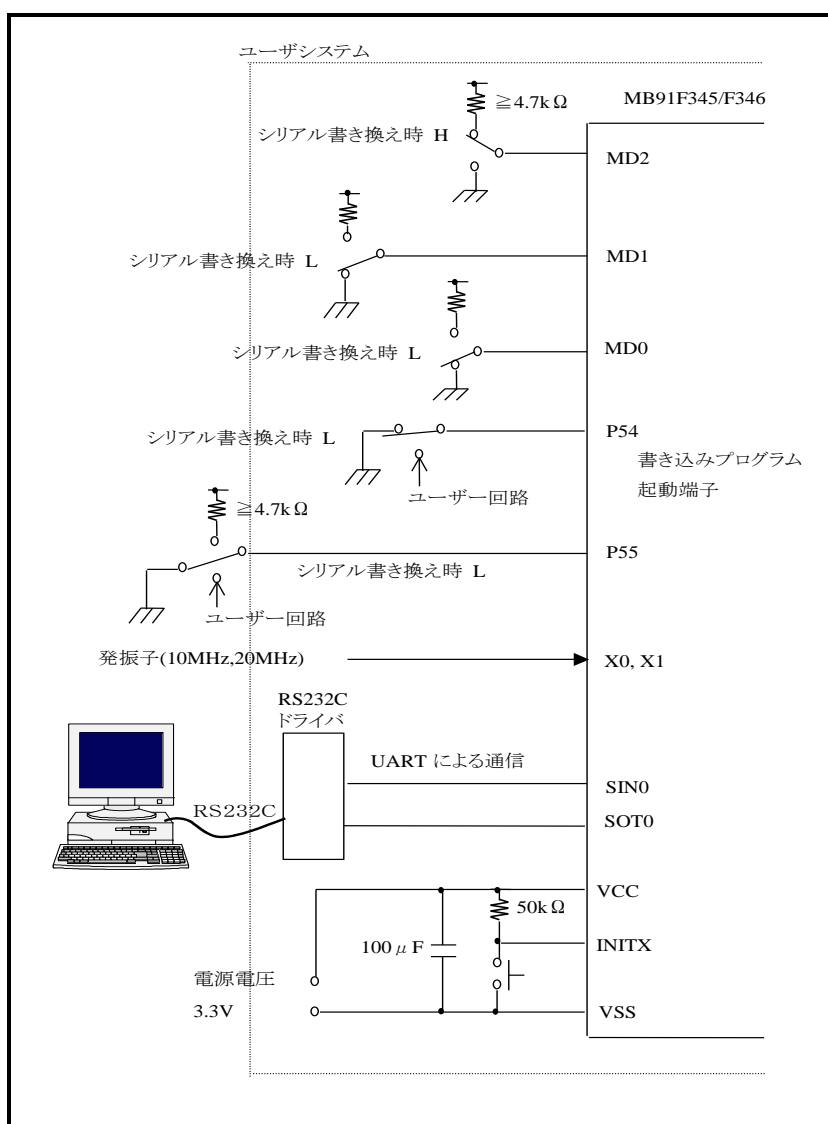 ユーザシステム
≧4.7kΩ
MB91F345/F346
シリアル書き換え時 H
MD2
シリアル書き換え時 L
MD1
シリアル書き換え時 L
MD0
シリアル書き換え時 L
P54
書き込みプログラム
起動端子
ユーザー回路
≧4.7kΩ
P55
シリアル書き換え時 L
ユーザー回路
発振子(10MHz,20MHz)
X0, X1
RS232C
ドライバ
UART による通信
SIN0
RS232C
SOT0
VCC
50kΩ
100μF
INITX
電源電圧
3.3V
VSS